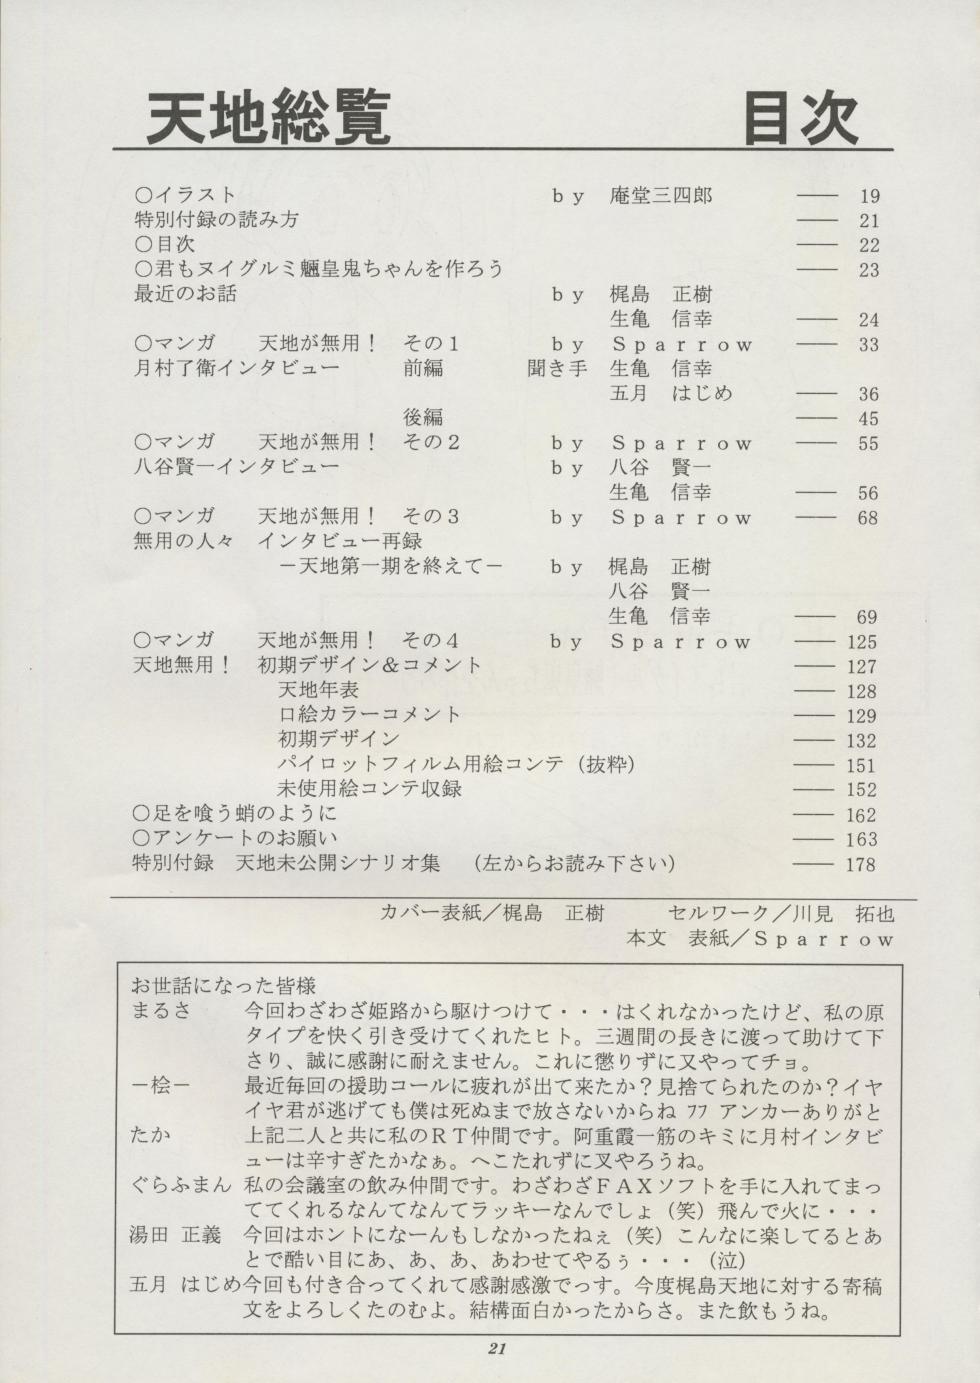 天地総覧　目次
○イラスト　ｂｙ　庵堂三四郎　――　19
特別付録の読み方　――　21
○目次　――　22
○君もヌイグルミ魎皇鬼ちゃんを作ろう　――　23
最近のお話　ｂｙ　梶島　正樹
生亀　信幸　――　24
○マンガ　天地が無用！　その１　ｂｙ　Ｓｐａｒｒｏｗ　――　33
月村了衛インタビュー　前編　聞き手　生亀　信幸
五月　はじめ　――　36
後編　――　45
○マンガ　天地が無用！　その２　ｂｙ　Ｓｐａｒｒｏｗ　――　55
八谷賢一インタビュー　ｂｙ　八谷　賢一
生亀　信幸　――　56
○マンガ　天地が無用！　その３　ｂｙ　Ｓｐａｒｒｏｗ　――　68
無用の人々　インタビュー再録
－天地第一期を終えて－　ｂｙ　梶島　正樹
八谷　賢一
生亀　信幸　――　69
○マンガ　天地が無用！　その４　ｂｙ　Ｓｐａｒｒｏｗ　――　125
天地無用！　初期デザイン＆コメント　――　127
天地年表　――　128
口絵カラーコメント　――　129
初期デザイン　――　132
パイロットフィルム用絵コンテ（抜粋）　――　151
未使用絵コンテ収録　――　152
○足を喰う蛸のように　――　162
○アンケートのお願い　――　163
特別付録　天地未公開シナリオ集　（左からお読み下さい）　――　178
カバー表紙／梶島　正樹　セルワーク／川見　拓也
本文　表紙／Ｓｐａｒｒｏｗ
お世話になった皆様
まるさ　今回わざわざ姫路から駆けつけて・・・はくれなかったけど、私の原
タイプを快く引き受けてくれたヒト。三週間の長きに渡って助けて下
さり、誠に感謝に耐えません。これに懲りずに又やってチョ。
－桧－　最近毎回の援助コールに疲れが出て来たか？見捨てられたのか？イヤ
イヤ君が逃げても僕は死ぬまで放さないからね ﾌﾌ アンカーありがと
たか　上記二人と共に私のＲＴ仲間です。阿重霞一筋のキミに月村インタビ
ューは辛すぎたかなぁ。へこたれずに又やろうね。
ぐらふまん　私の会議室の飲み仲間です。わざわざＦＡＸソフトを手に入れてまっ
ててくれるなんてなんてラッキーなんでしょ（笑）飛んで火に・・・
湯田 正義　今回はホントになーんもしなかったねぇ（笑）こんなに楽してるとあ
とで酷い目にあ、あ、あ、あわせてやるぅ・・・（泣）
五月 はじめ今回も付き合ってくれて感謝感激でっす。今度梶島天地に対する寄稿
文をよろしくたのむよ。結構面白かったからさ。また飲もうね。
21